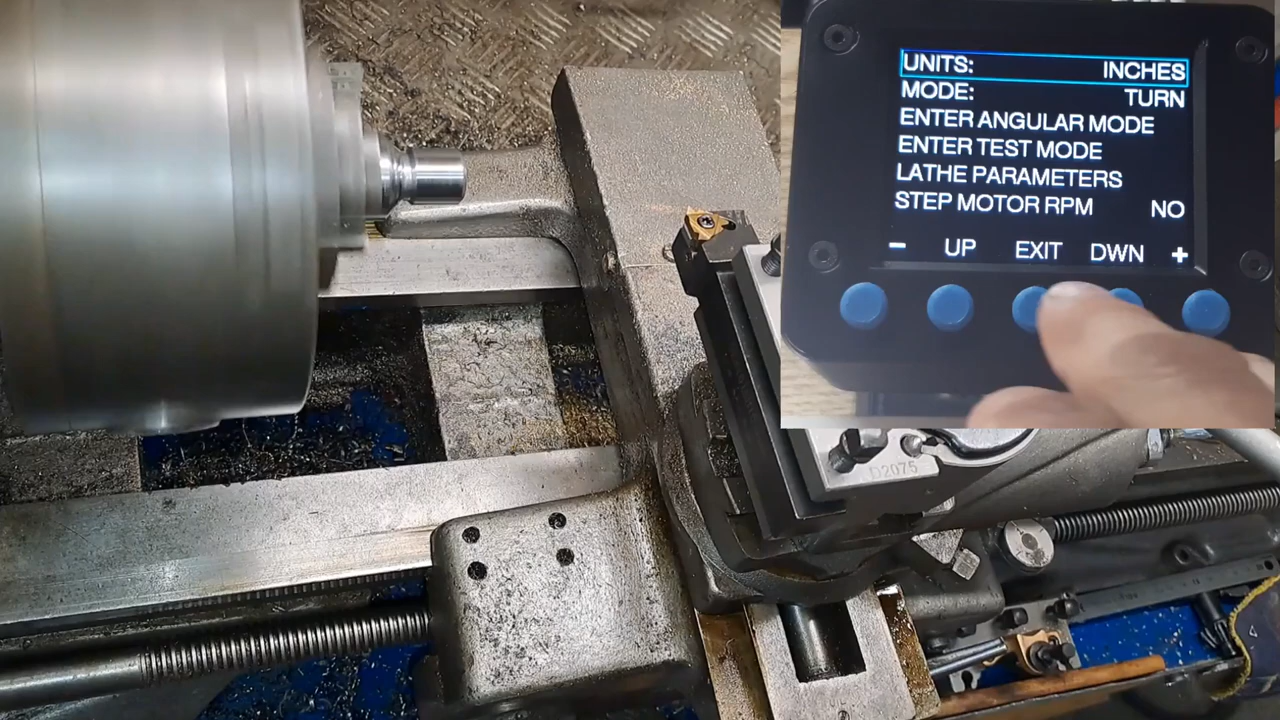 UNITS: INCHES
MODE: TURN
ENTER ANGULAR MODE
ENTER TEST MODE
LATHE PARAMETERS
STEP MOTOR RPM NO
- UP EXIT DWN +
D2075